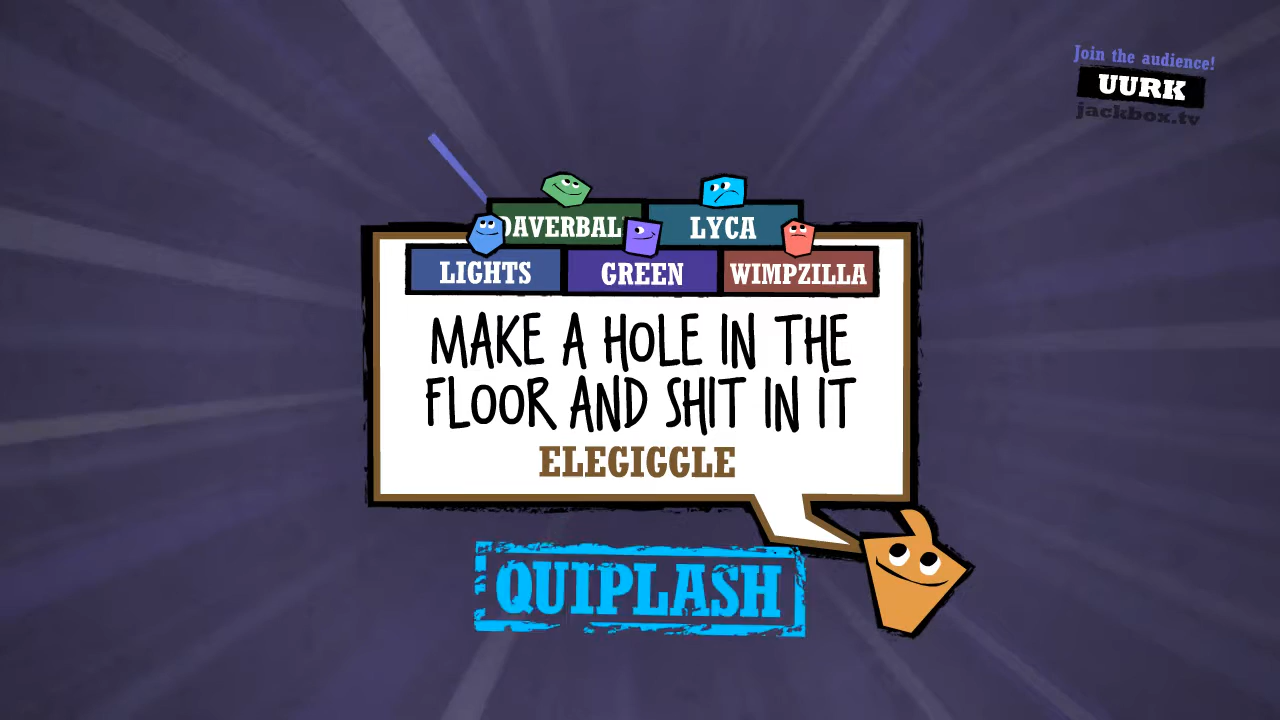 Join the audience!
UURK
jackbox.tv
LYCA
LIGHTS
GREEN
WIMPZILLA
MAKE A HOLE IN THE
FLOOR AND SHIT IN IT
ELEGIGGLE
QUIPLASH